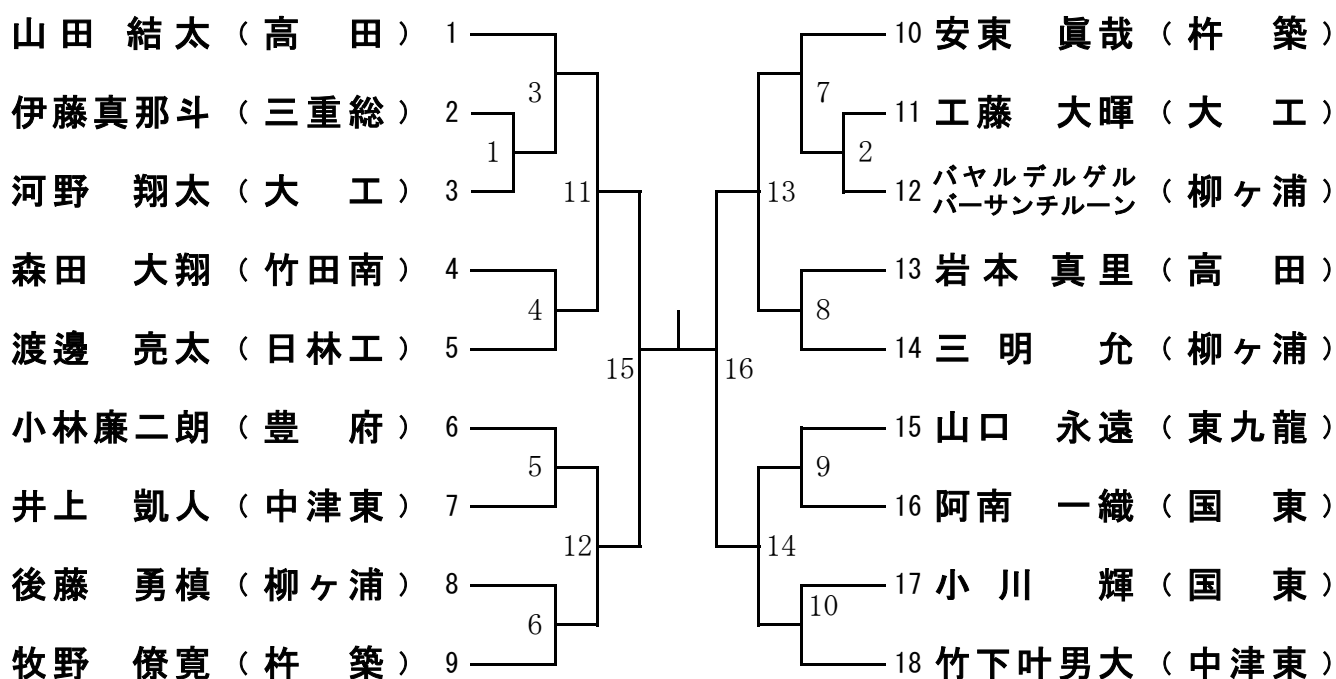 山田 結太 (高 田) 1
3
伊藤真那斗 (三重総) 2
1
河野 翔太 (大 工) 3
11
森田 大翔 (竹田南) 4
4
渡邊 亮太 (日林工) 5
15
小林廉二朗 (豊 府) 6
5
井上 凱人 (中津東) 7
12
後藤 勇槙 (柳ヶ浦) 8
6
牧野 僚寛 (杵 築) 9
10 安東 眞哉 (杵 築)
7
11 工藤 大暉 (大 工)
2
12 バヤルデルゲル
バーサンチルーン (柳ヶ浦)
13
13 岩本 真里 (高 田)
8
14 三明 允 (柳ヶ浦)
16
15 山口 永遠 (東九龍)
9
16 阿南 一織 (国 東)
14
17 小川 輝 (国 東)
10
18 竹下叶男大 (中津東)